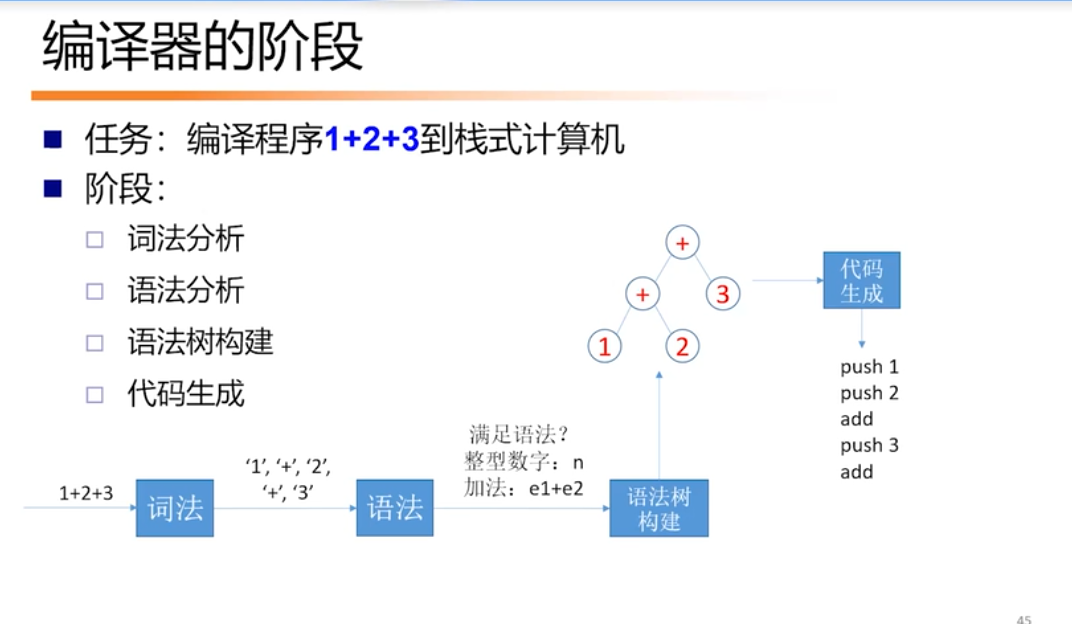 编译器的阶段
任务：编译程序1+2+3到栈式计算机
阶段：
词法分析
语法分析
语法树构建
代码生成
+
+
3
1
2
代码
生成
push 1
push 2
add
push 3
add
1+2+3
词法
‘1’, ‘+’, ‘2’,
‘+’, ‘3’
语法
满足语法？
整型数字：n
加法：e1+e2
语法树
构建
45